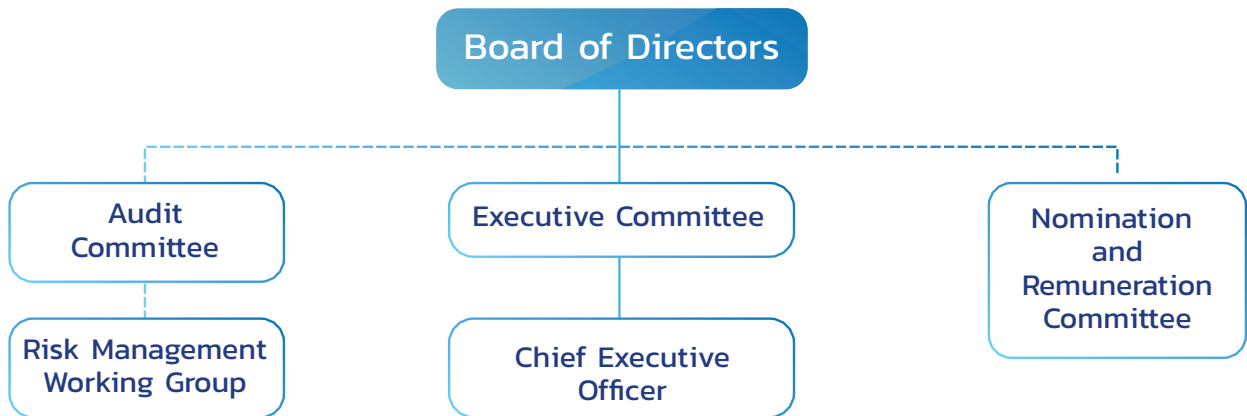 Board of Directors
Audit
Committee
Executive Committee
Nomination
and
Remuneration
Committee
Risk Management
Working Group
Chief Executive
Officer